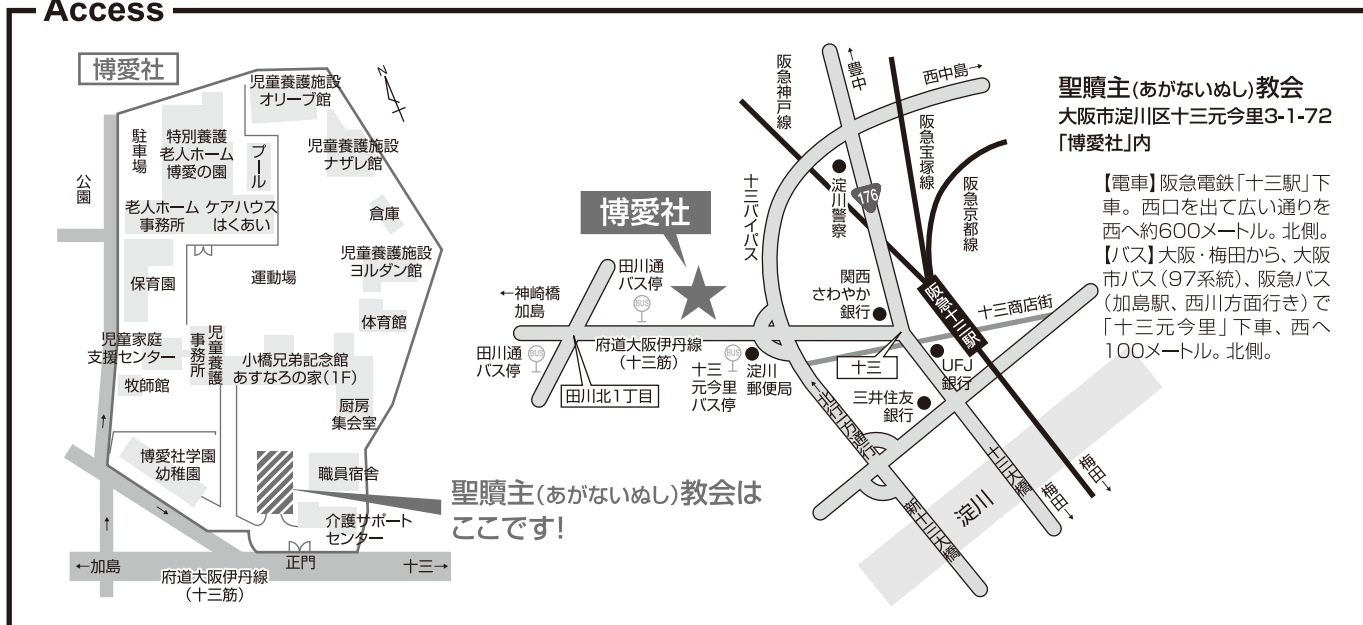 Access
博愛社
児童養護施設
オリーブ館
N
駐車場
特別養護
老人ホーム
博愛の園
プール
児童養護施設
ナザレ館
公園
老人ホーム
事務所
ケアハウス
はくあい
倉庫
児童養護施設
ヨルダン館
保育園
運動場
体育館
児童家庭
支援センター
児童養護
事務所
小橋兄弟記念館
あすなろの家(1F)
牧師館
厨房
集会室
博愛社学園
幼稚園
職員宿舎
聖贖主(あがないぬし)教会は
ここです!
介護サポート
センター
正門
←加島
十三→
府道大阪伊丹線
(十三筋)
阪急神戸線
←豊中
西中島→
阪急宝塚線
阪急京都線
十三バイパス
淀川警察
176
博愛社
田川通
バス停
BUS
←神崎橋
加島
関西
さわやか
銀行
阪急十三駅
十三商店街
府道大阪伊丹線
(十三筋)
田川通
バス停
BUS
田川北1丁目
十三
元今里
バス停
BUS
淀川
郵便局
十三
UFJ
銀行
三井住友
銀行
←北行一方通行
新十三大橋
十三大橋
梅田→
梅田→
淀川
聖贖主(あがないぬし)教会
大阪市淀川区十三元今里3-1-72
「博愛社」内
【電車】阪急電鉄「十三駅」下
車。西口を出て広い通りを
西へ約600メートル。北側。
【バス】大阪・梅田から、大阪
市バス(97系統)、阪急バス
(加島駅、西川方面行き)で
「十三元今里」下車、西へ
100メートル。北側。